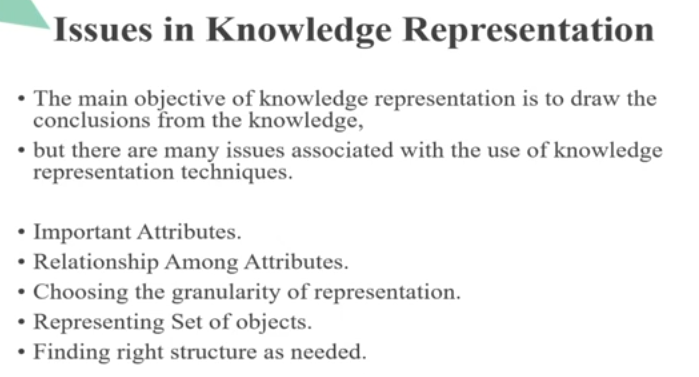 Issues in Knowledge Representation
• The main objective of knowledge representation is to draw the
conclusions from the knowledge,
• but there are many issues associated with the use of knowledge
representation techniques.
• Important Attributes.
• Relationship Among Attributes.
• Choosing the granularity of representation.
• Representing Set of objects.
• Finding right structure as needed.